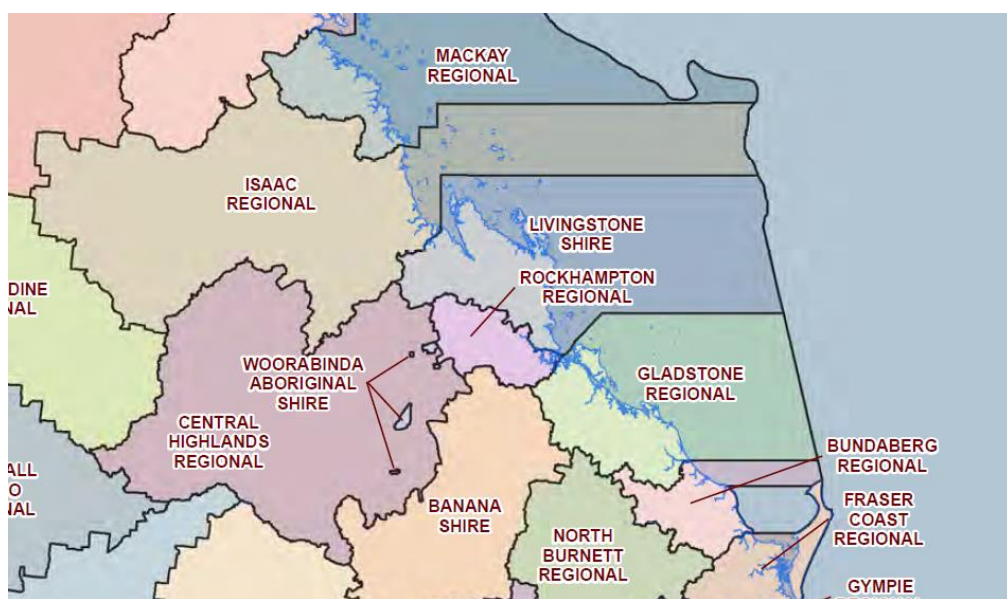 MACKAY
REGIONAL
ISAAC
REGIONAL
LIVINGSTONE
SHIRE
ROCKHAMPTON
REGIONAL
DINE
NAL
WOORABINDA
ABORIGINAL
SHIRE
GLADSTONE
REGIONAL
CENTRAL
HIGHLANDS
REGIONAL
BUNDABERG
REGIONAL
ALL
O
NAL
BANANA
SHIRE
FRASER
COAST
REGIONAL
NORTH
BURNETT
REGIONAL
GYMPIE